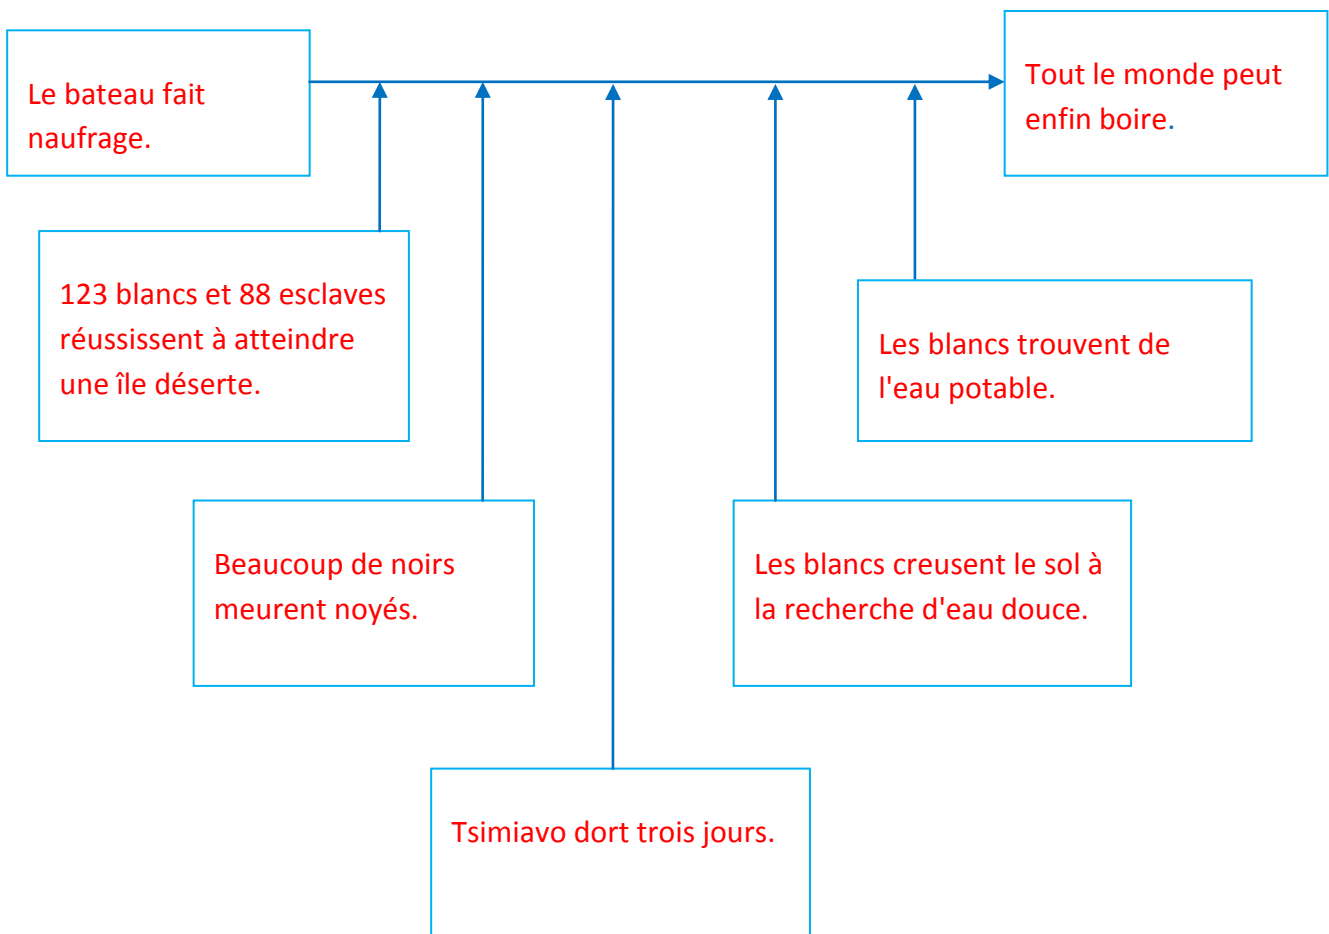 Le bateau fait
naufrage.
Tout le monde peut
enfin boire.
123 blancs et 88 esclaves
réussissent à atteindre
une île déserte.
Les blancs trouvent de
l'eau potable.
Beaucoup de noirs
meurent noyés.
Les blancs creusent le sol à
la recherche d'eau douce.
Tsimiavo dort trois jours.